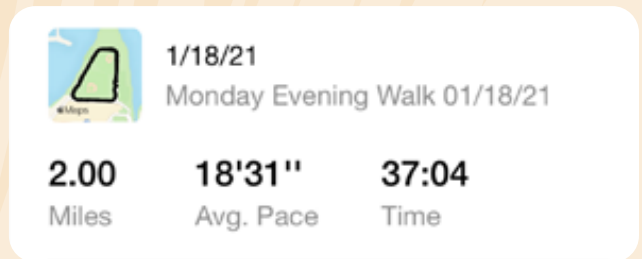 1/18/21
Monday Evening Walk 01/18/21
Maps
2.00 18'31'' 37:04
Miles Avg. Pace Time